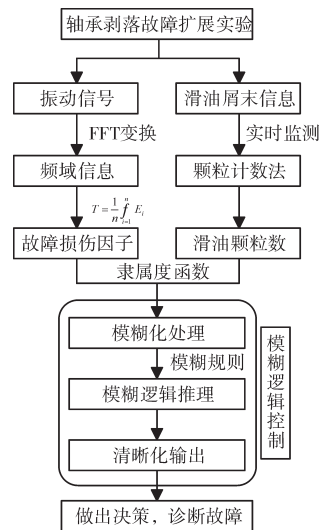 轴承剥落故障扩展实验
振动信号
滑油屑末信息
FFT变换
实时监测
频域信息
颗粒计数法
T = 1/n ∫ i=1 n E_i
故障损伤因子
滑油颗粒数
隶属度函数
模糊化处理
模糊规则
模糊逻辑推理
清晰化输出
模糊逻辑控制
做出决策，诊断故障